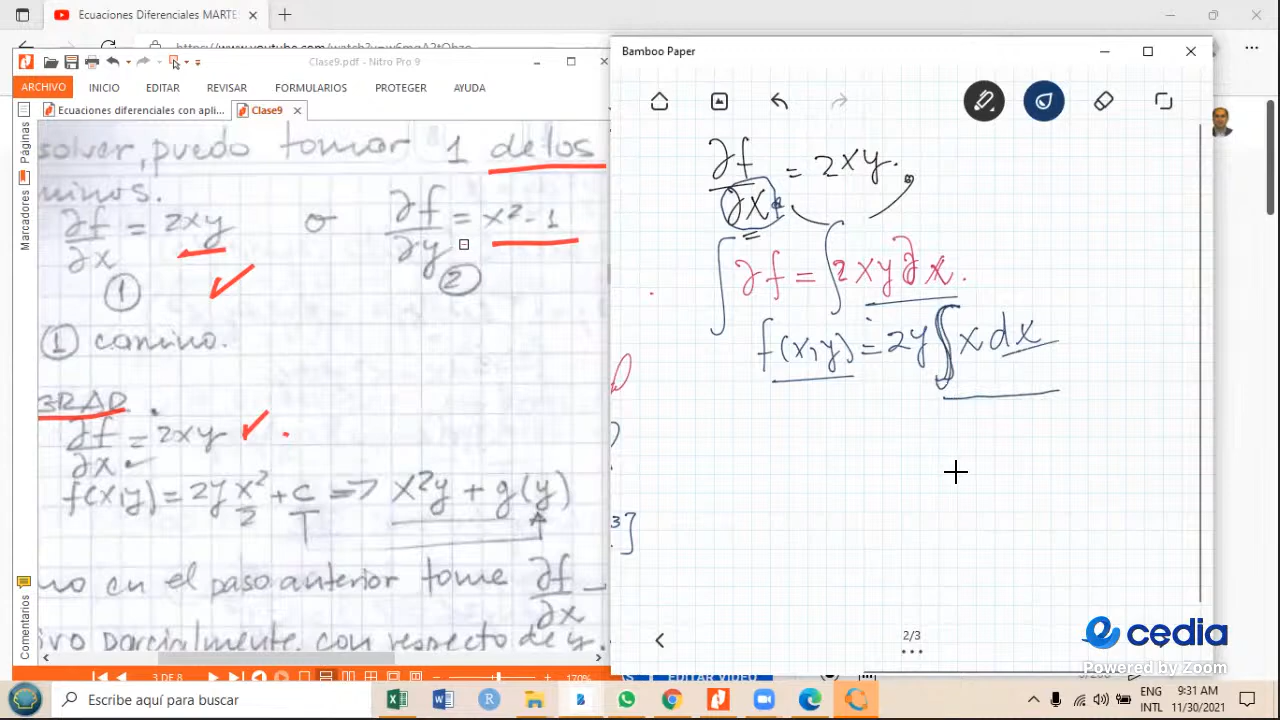 Ecuaciones Diferenciales MARTE
Clase9.pdf - Nitro Pro 9
ARCHIVO INICIO EDITAR REVISAR FORMULARIOS PROTEGER AYUDA
Ecuaciones diferenciales con apli...
Clase9
Páginas
Marcadores
Comentarios
solver, puedo tomar 1 de los
∂f/∂x = 2xy o ∂f/∂y = x² - 1
① ②
① camino.
∂f/∂x = 2xy
f(x,y) = 2y x²/2 + c => x²y + g(y)
en el paso anterior tome ∂f/∂x
parcialmente con respecto de y.
3 DE 8
170%
Bamboo Paper
∂f/∂x = 2xy.
∫∂f = ∫2xy∂x.
f(x,y) = 2y∫x dx
3]
2/3
cedia
Powered by Zoom
EDITAR VÍDEO
Escribe aquí para buscar
ENG
INTL
9:31 AM
11/30/2021